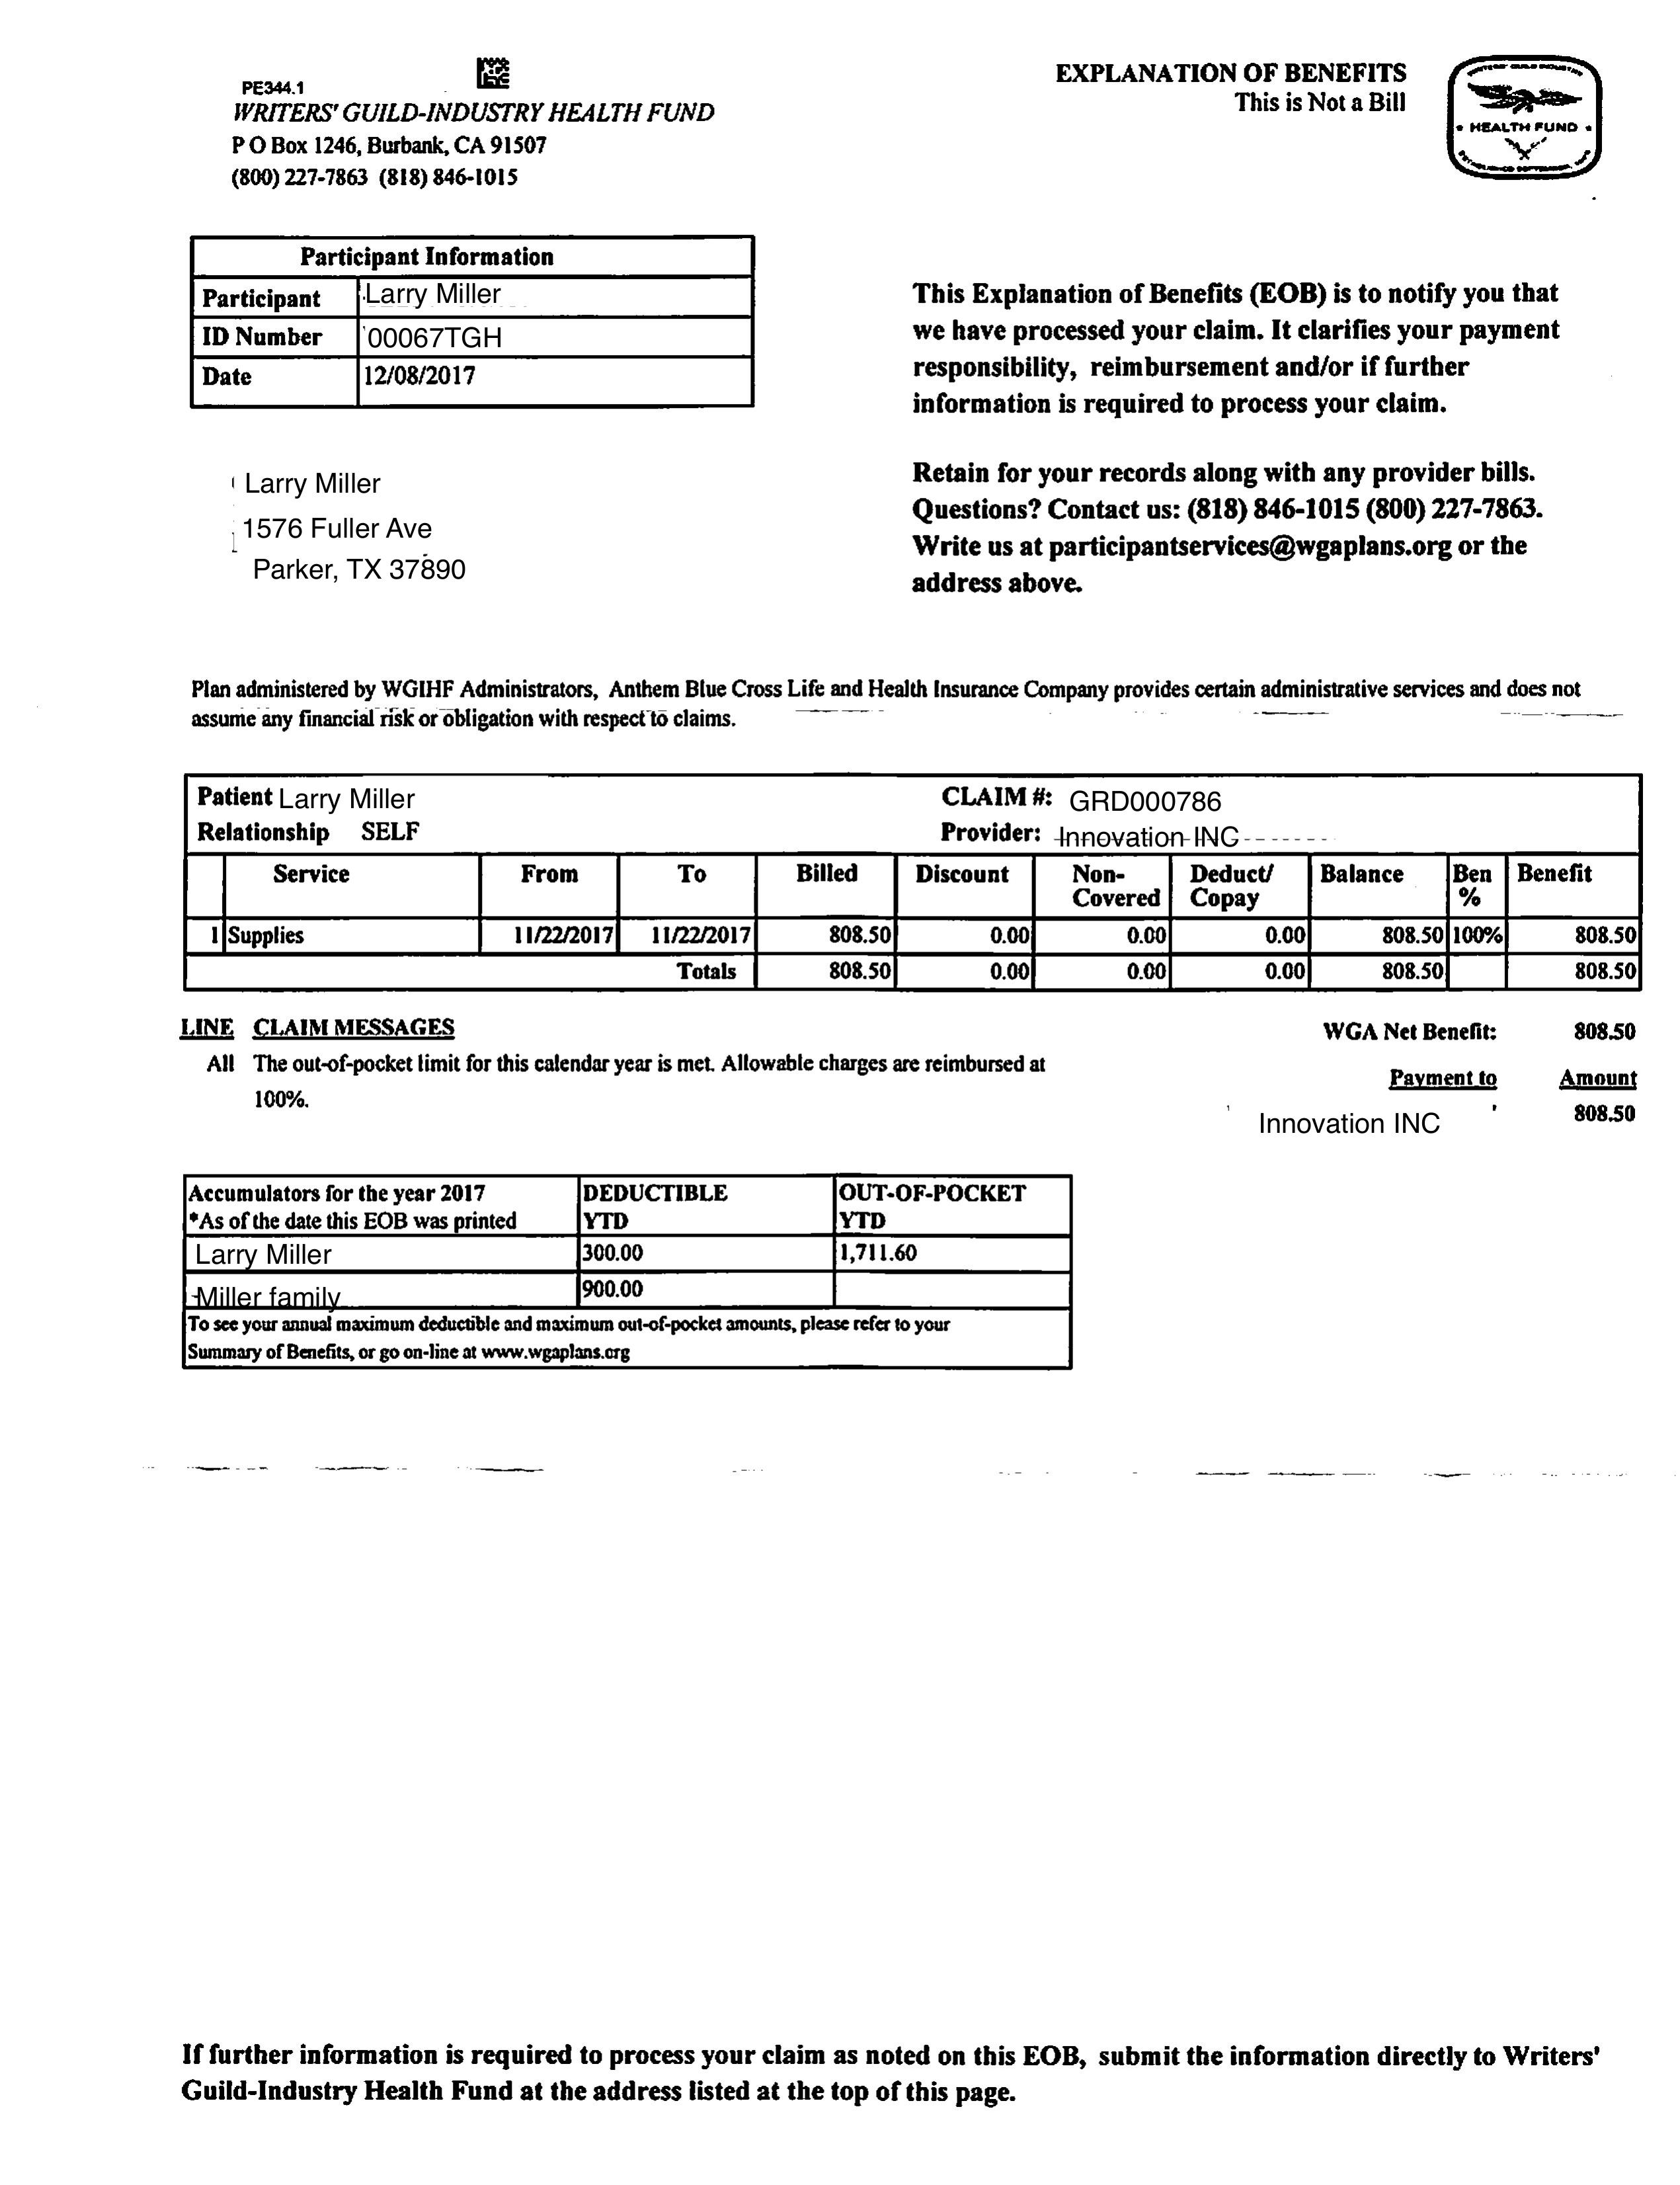 PE344.1
WRITERS' GUILD-INDUSTRY HEALTH FUND
P O Box 1246, Burbank, CA 91507
(800) 227-7863 (818) 846-1015
EXPLANATION OF BENEFITS
This is Not a Bill
HEALTH FUND
Participant Information
Participant Larry Miller
ID Number 00067TGH
Date 12/08/2017
This Explanation of Benefits (EOB) is to notify you that
we have processed your claim. It clarifies your payment
responsibility, reimbursement and/or if further
information is required to process your claim.
Larry Miller
1576 Fuller Ave
Parker, TX 37890
Retain for your records along with any provider bills.
Questions? Contact us: (818) 846-1015 (800) 227-7863.
Write us at participantservices@wgaplans.org or the
address above.
Plan administered by WGIHF Administrators, Anthem Blue Cross Life and Health Insurance Company provides certain administrative services and does not
assume any financial risk or obligation with respect to claims.
Patient Larry Miller CLAIM #: GRD000786
Relationship SELF Provider: Innovation INC
Service From To Billed Discount Non-Covered Deduct/Copay Balance Ben % Benefit
1 Supplies 11/22/2017 11/22/2017 808.50 0.00 0.00 0.00 808.50 100% 808.50
Totals 808.50 0.00 0.00 0.00 808.50 808.50
LINE CLAIM MESSAGES
All The out-of-pocket limit for this calendar year is met. Allowable charges are reimbursed at
100%.
WGA Net Benefit: 808.50
Payment to Amount
Innovation INC 808.50
Accumulators for the year 2017 DEDUCTIBLE OUT-OF-POCKET
*As of the date this EOB was printed YTD YTD
Larry Miller 300.00 1,711.60
Miller family 900.00
To see your annual maximum deductible and maximum out-of-pocket amounts, please refer to your
Summary of Benefits, or go on-line at www.wgaplans.org
If further information is required to process your claim as noted on this EOB, submit the information directly to Writers'
Guild-Industry Health Fund at the address listed at the top of this page.